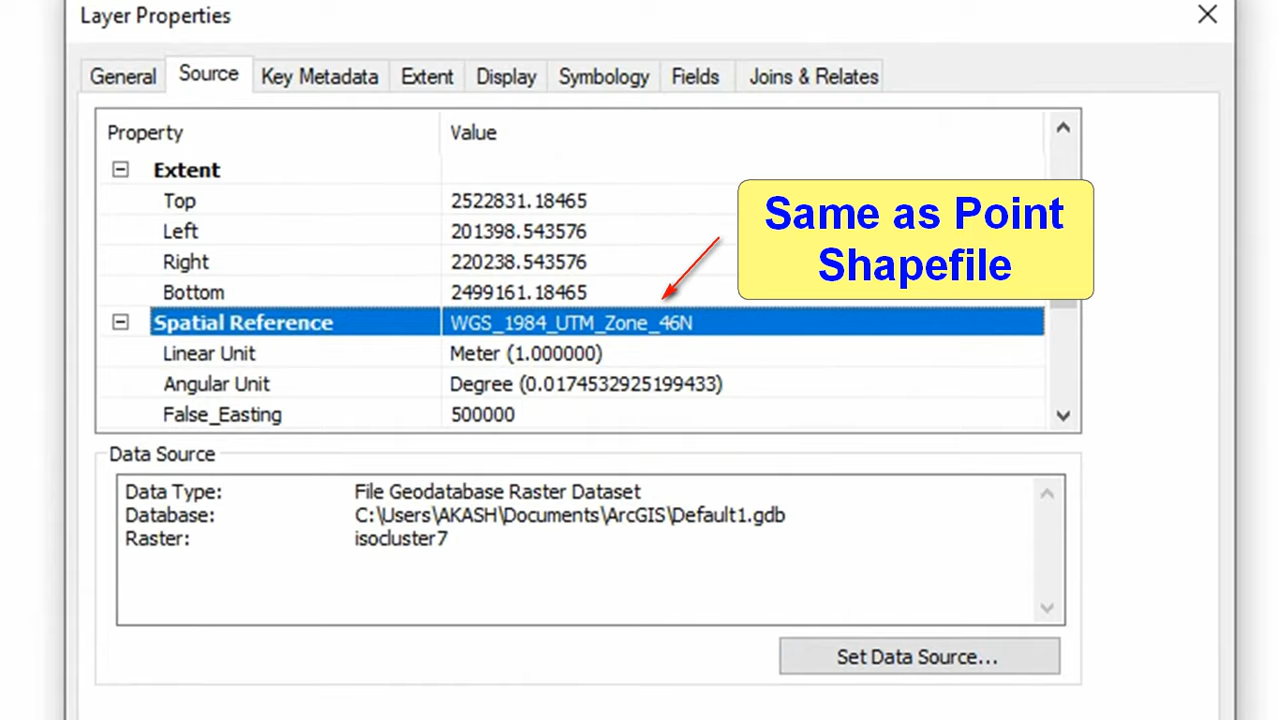 Layer Properties
General Source Key Metadata Extent Display Symbology Fields Joins & Relates
Property Value
Extent
Top 2522831.18465
Left 201398.543576
Right 220238.543576
Bottom 2499161.18465
Same as Point
Shapefile
Spatial Reference WGS_1984_UTM_Zone_46N
Linear Unit Meter (1.000000)
Angular Unit Degree (0.0174532925199433)
False_Easting 500000
Data Source
Data Type: File Geodatabase Raster Dataset
Database: C:\Users\AKASH\Documents\ArcGIS\Default1.gdb
Raster: isocluster7
Set Data Source...